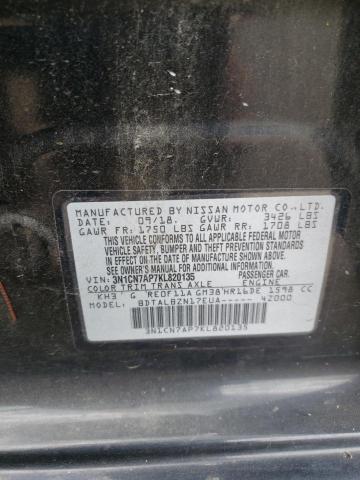 MANUFACTURED BY NISSAN MOTOR CO.,LTD.
DATE: 09/18. GVWR: 3426 LBS
GAWR FR: 1750 LBS GAWR RR: 1708 LBS
THIS VEHICLE CONFORMS TO ALL APPLICABLE FEDERAL MOTOR
VEHICLE SAFETY, BUMPER AND THEFT PREVENTION STANDARDS
IN EFFECT ON THE DATE OF MANUFACTURE SHOWN ABOVE.
SEE OWNER'S MANUAL
VIN: 3N1CN7AP7KL820135 PASSENGER CAR.
COLOR TRIM TRANS AXLE ENGINE
KH3 G RE0F11A GM38 HR16DE 1598 CC
MODEL: BDTALBZN17EUA----- 42000
3N1CN7AP7KL820135